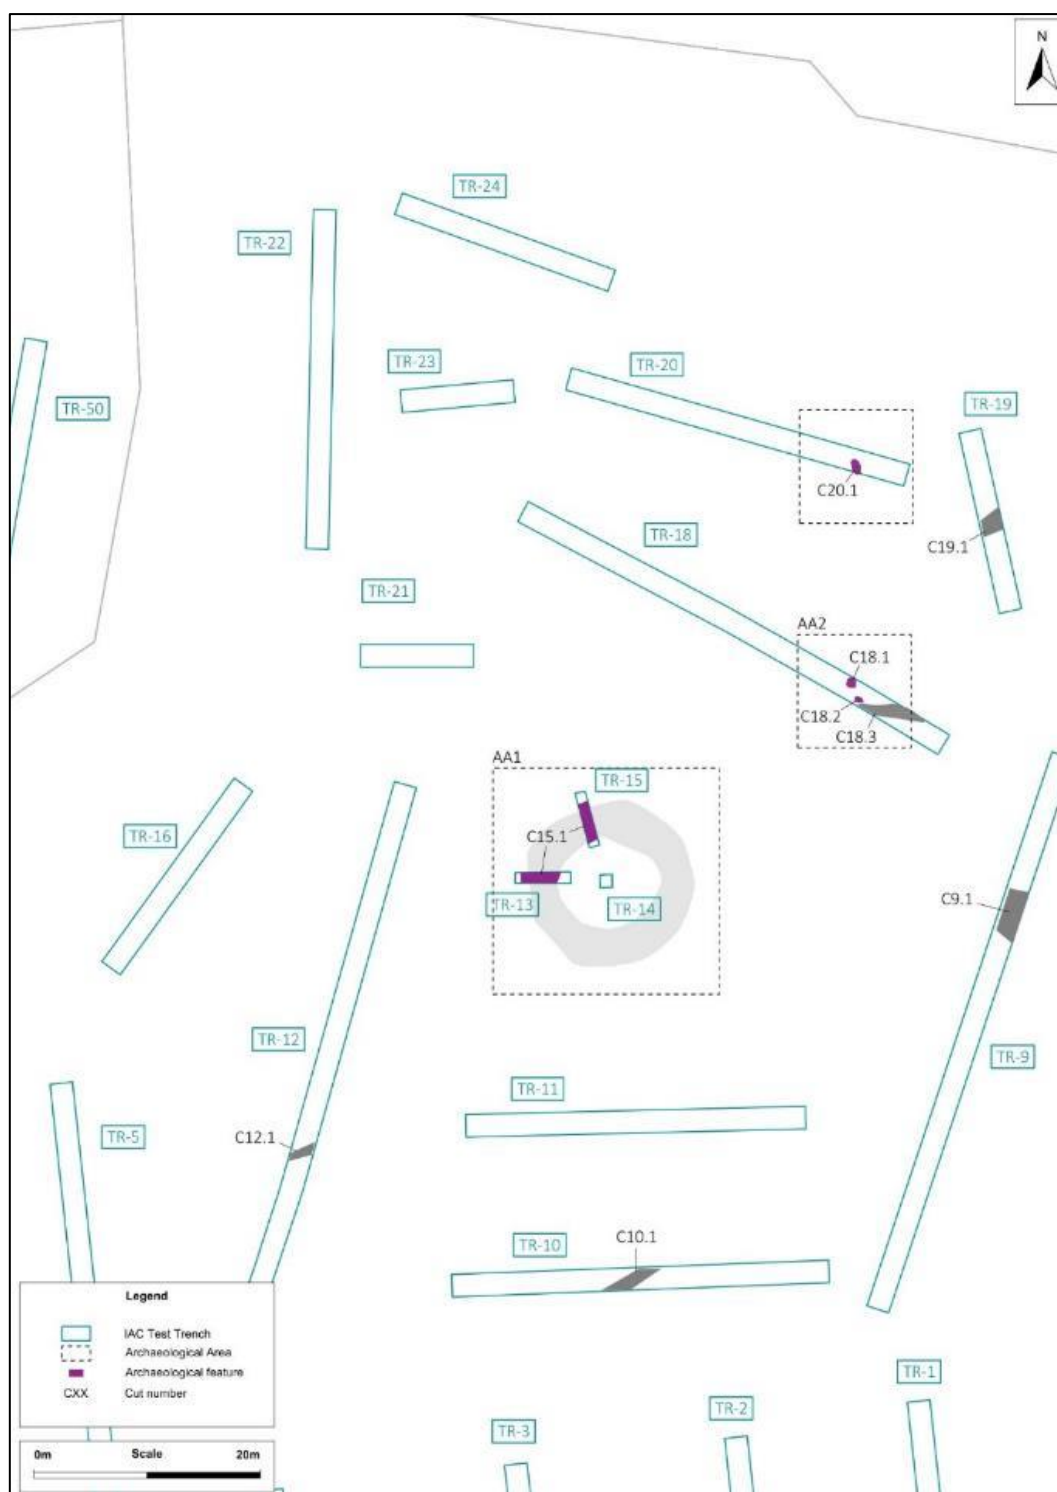 N
TR-24
TR-22
TR-23
TR-20
TR-50
TR-19
C20.1
TR-18
C19.1
TR-21
AA2
C18.1
C18.2
C18.3
AA1
TR-15
TR-16
C15.1
TR-13
TR-14
C9.1
TR-12
TR-9
TR-11
TR-5
C12.1
C10.1
TR-10
Legend
IAC Test Trench
Archaeological Area
Archaeological feature
CXX Cut number
TR-1
TR-2
TR-3
0m Scale 20m